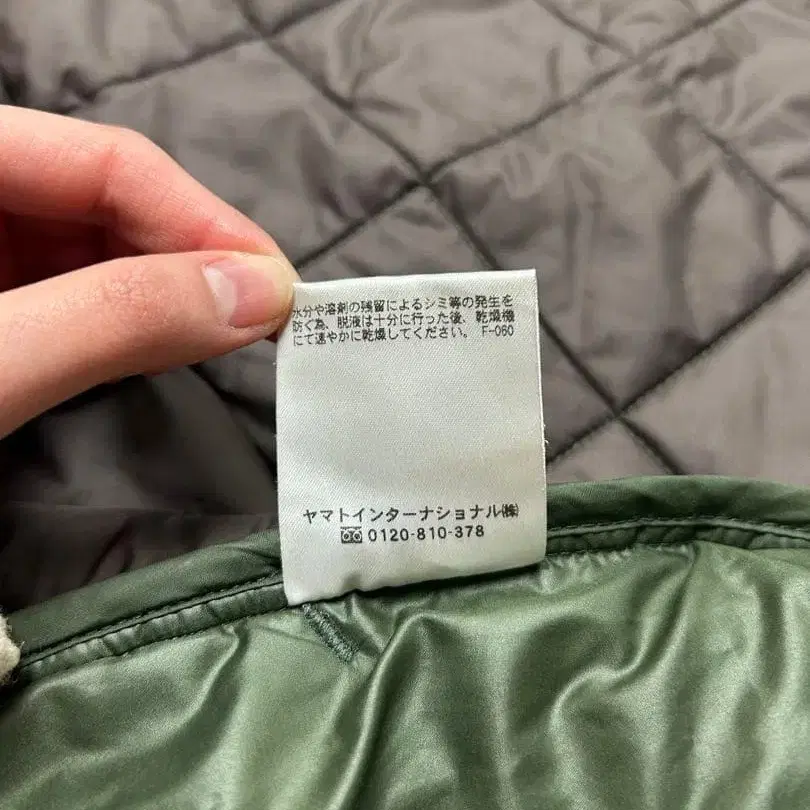 水分や溶剤の残留によるシミ等の発生を
防ぐ為、脱液は十分に行った後、乾燥機
にて速やかに乾燥してください。 F-060
ヤマトインターナショナル㈱
0120-810-378